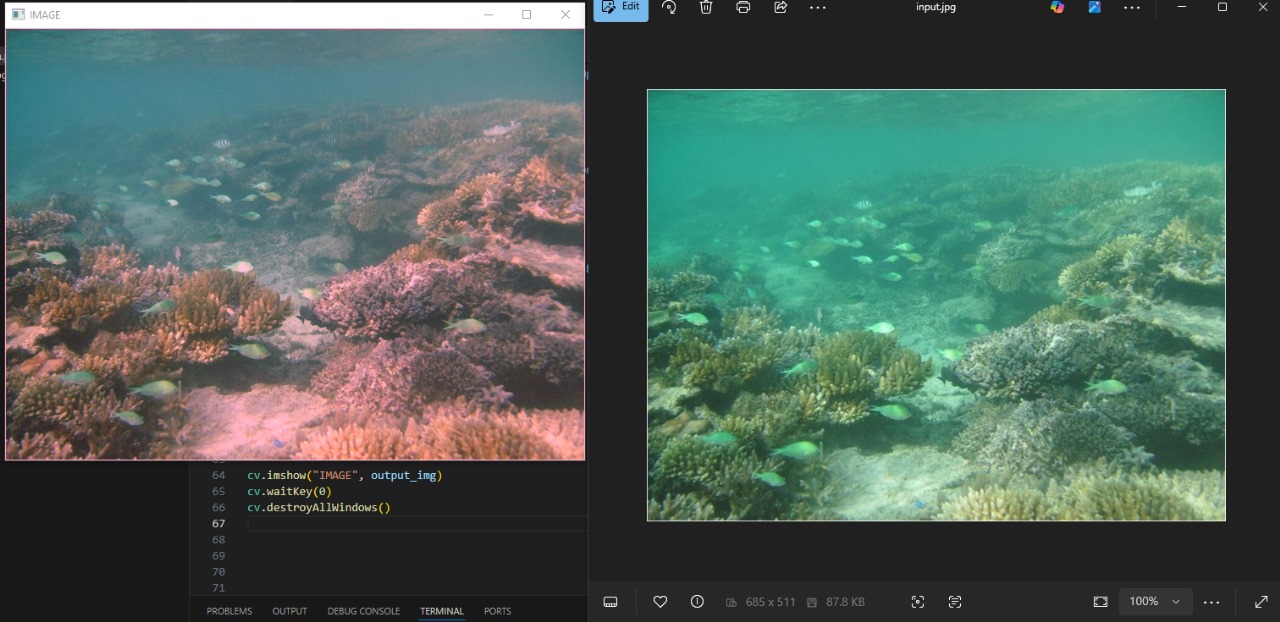 IMAGE
Edit
input.jpg
64 cv.imshow("IMAGE", output_img)
65 cv.waitKey(0)
66 cv.destroyAllWindows()
67
68
69
70
71
PROBLEMS OUTPUT DEBUG CONSOLE TERMINAL PORTS
685 x 511 87.8 KB 100%